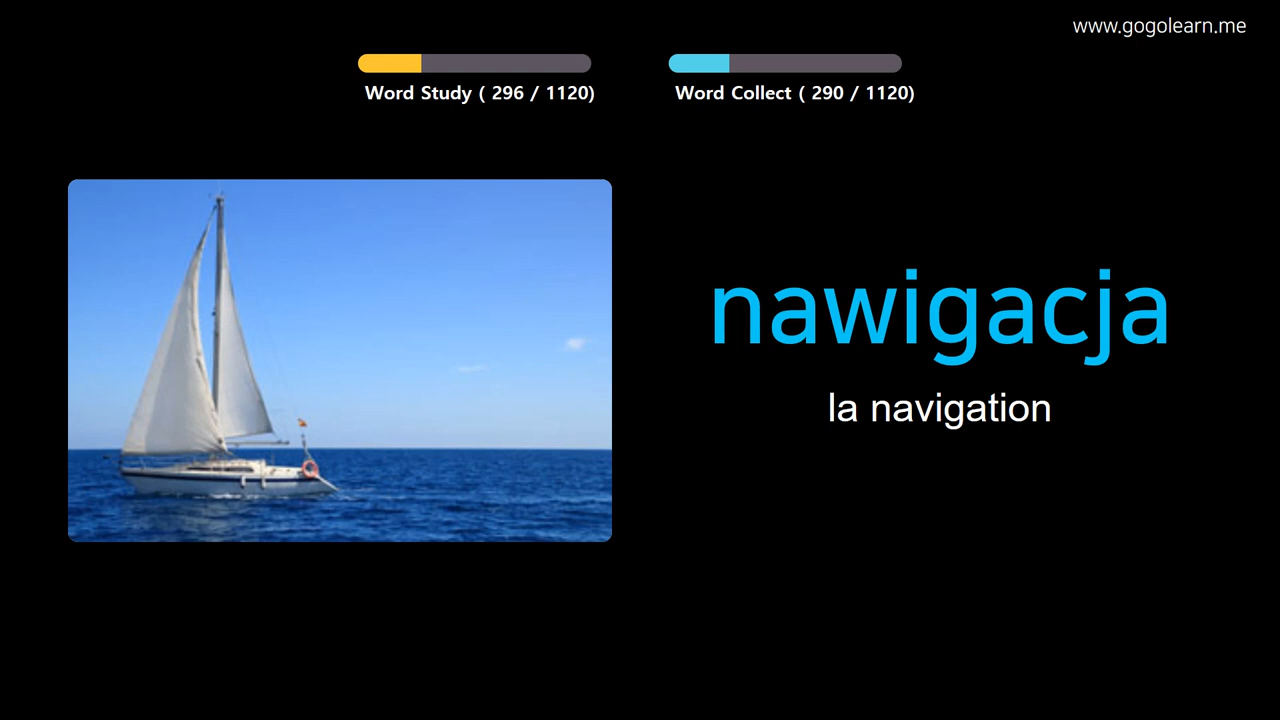 www.gogolearn.me
Word Study ( 296 / 1120)
Word Collect ( 290 / 1120)
nawigacja
la navigation